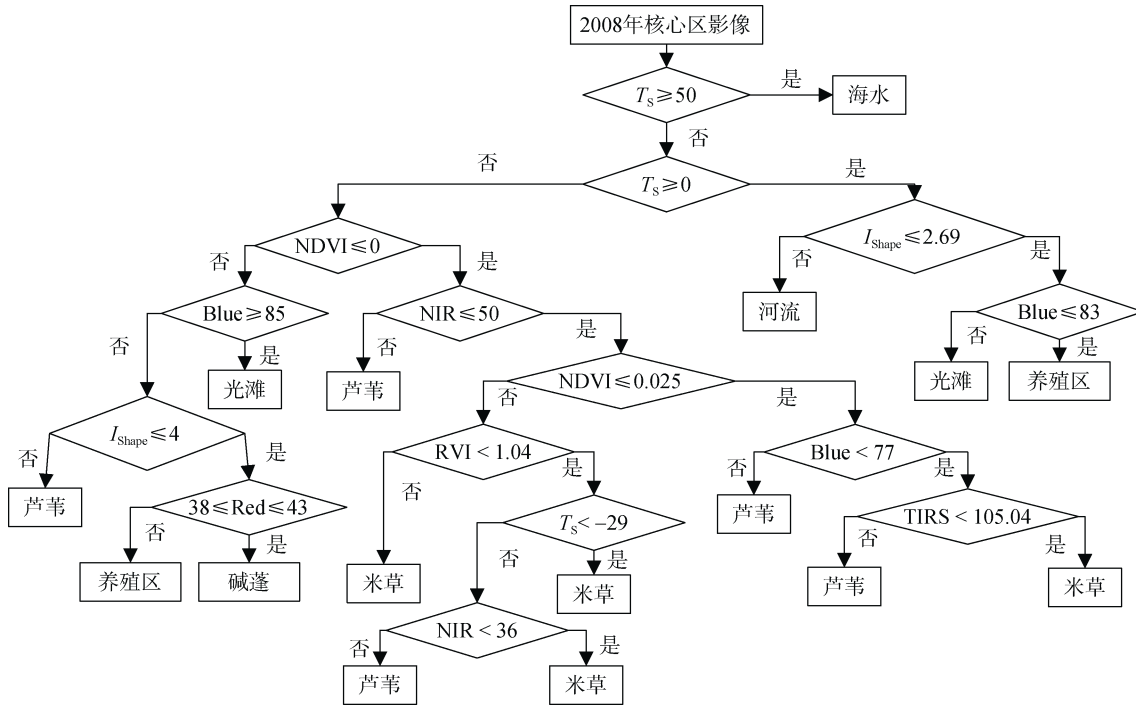 2008年核心区影像
TS≥50
是
海水
否
否
TS≥0
是
NDVI≤0
IShape≤2.69
否
是
否
是
Blue≥85
NIR≤50
河流
Blue≤83
否
是
否
是
否
是
光滩
芦苇
NDVI≤0.025
光滩
养殖区
否
是
IShape≤4
RVI < 1.04
Blue < 77
否
是
否
是
否
是
芦苇
38≤Red≤43
TS< −29
芦苇
TIRS < 105.04
否
是
否
是
否
是
养殖区
碱蓬
米草
米草
芦苇
米草
NIR < 36
否
是
芦苇
米草